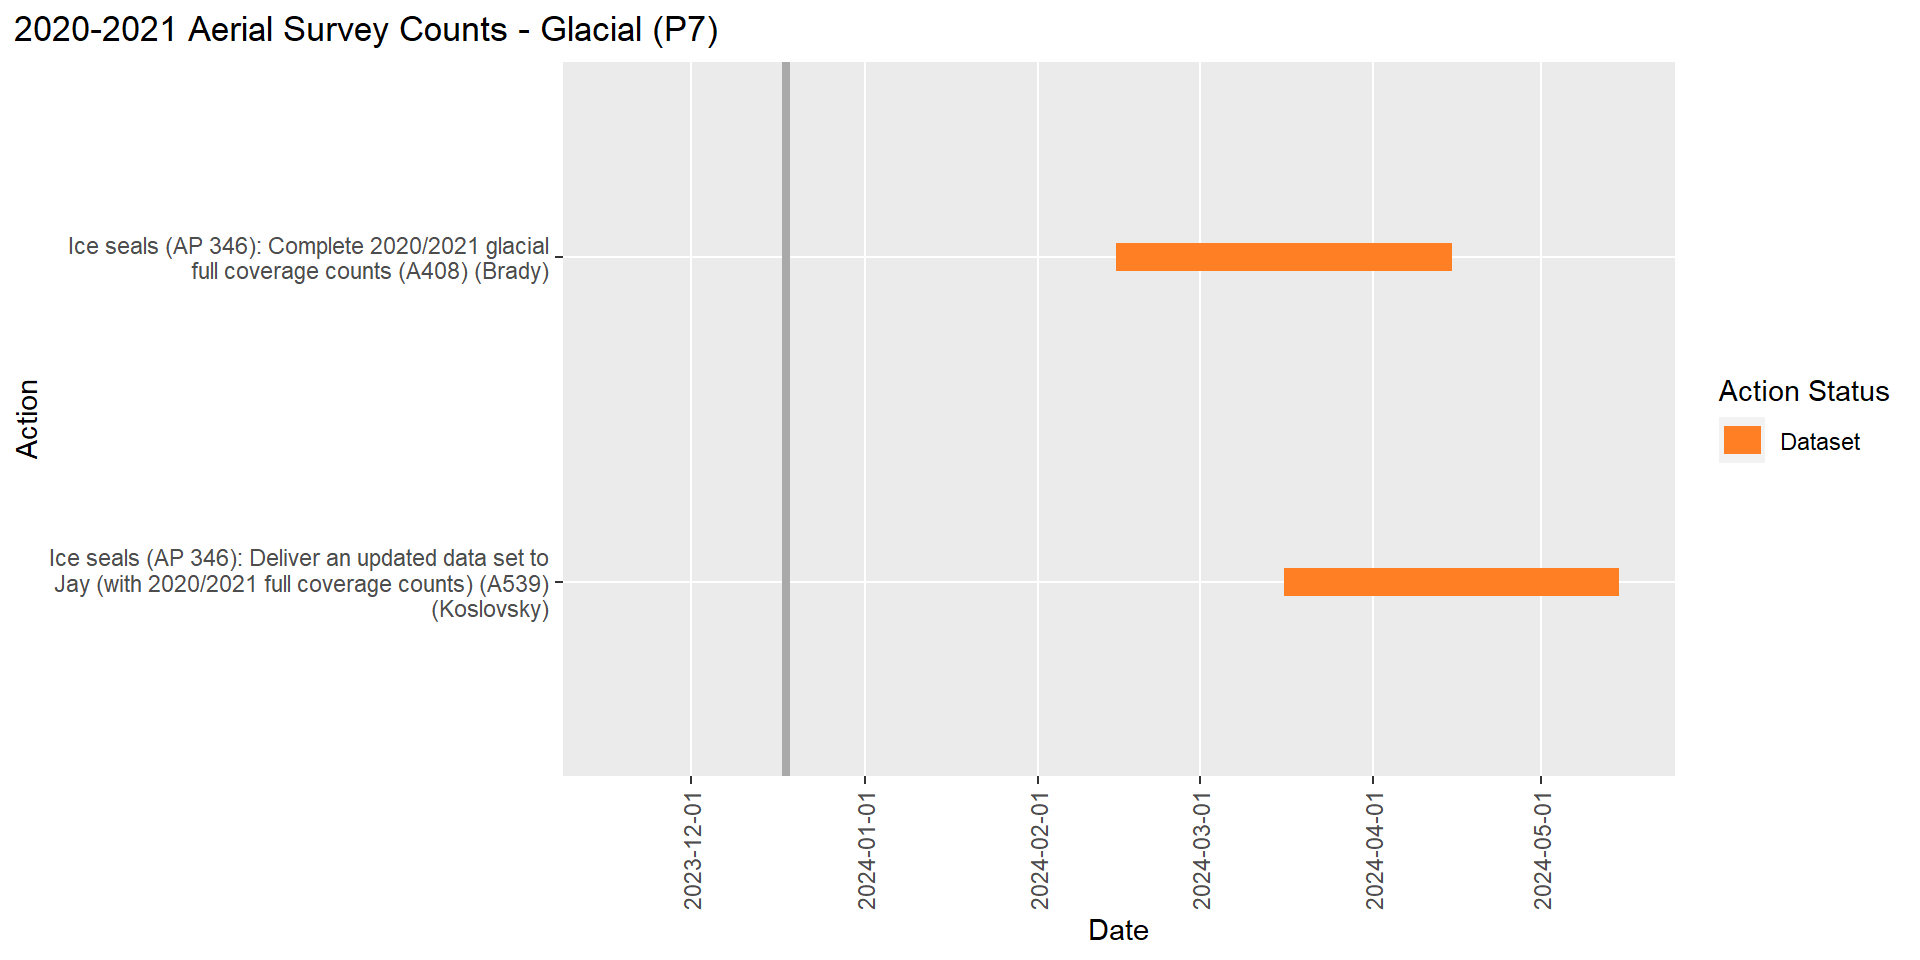 2020-2021 Aerial Survey Counts - Glacial (P7)
Action
Ice seals (AP 346): Complete 2020/2021 glacial
full coverage counts (A408) (Brady)
Ice seals (AP 346): Deliver an updated data set to
Jay (with 2020/2021 full coverage counts) (A539)
(Koslovsky)
2023-12-01
2024-01-01
2024-02-01
2024-03-01
2024-04-01
2024-05-01
Date
Action Status
Dataset